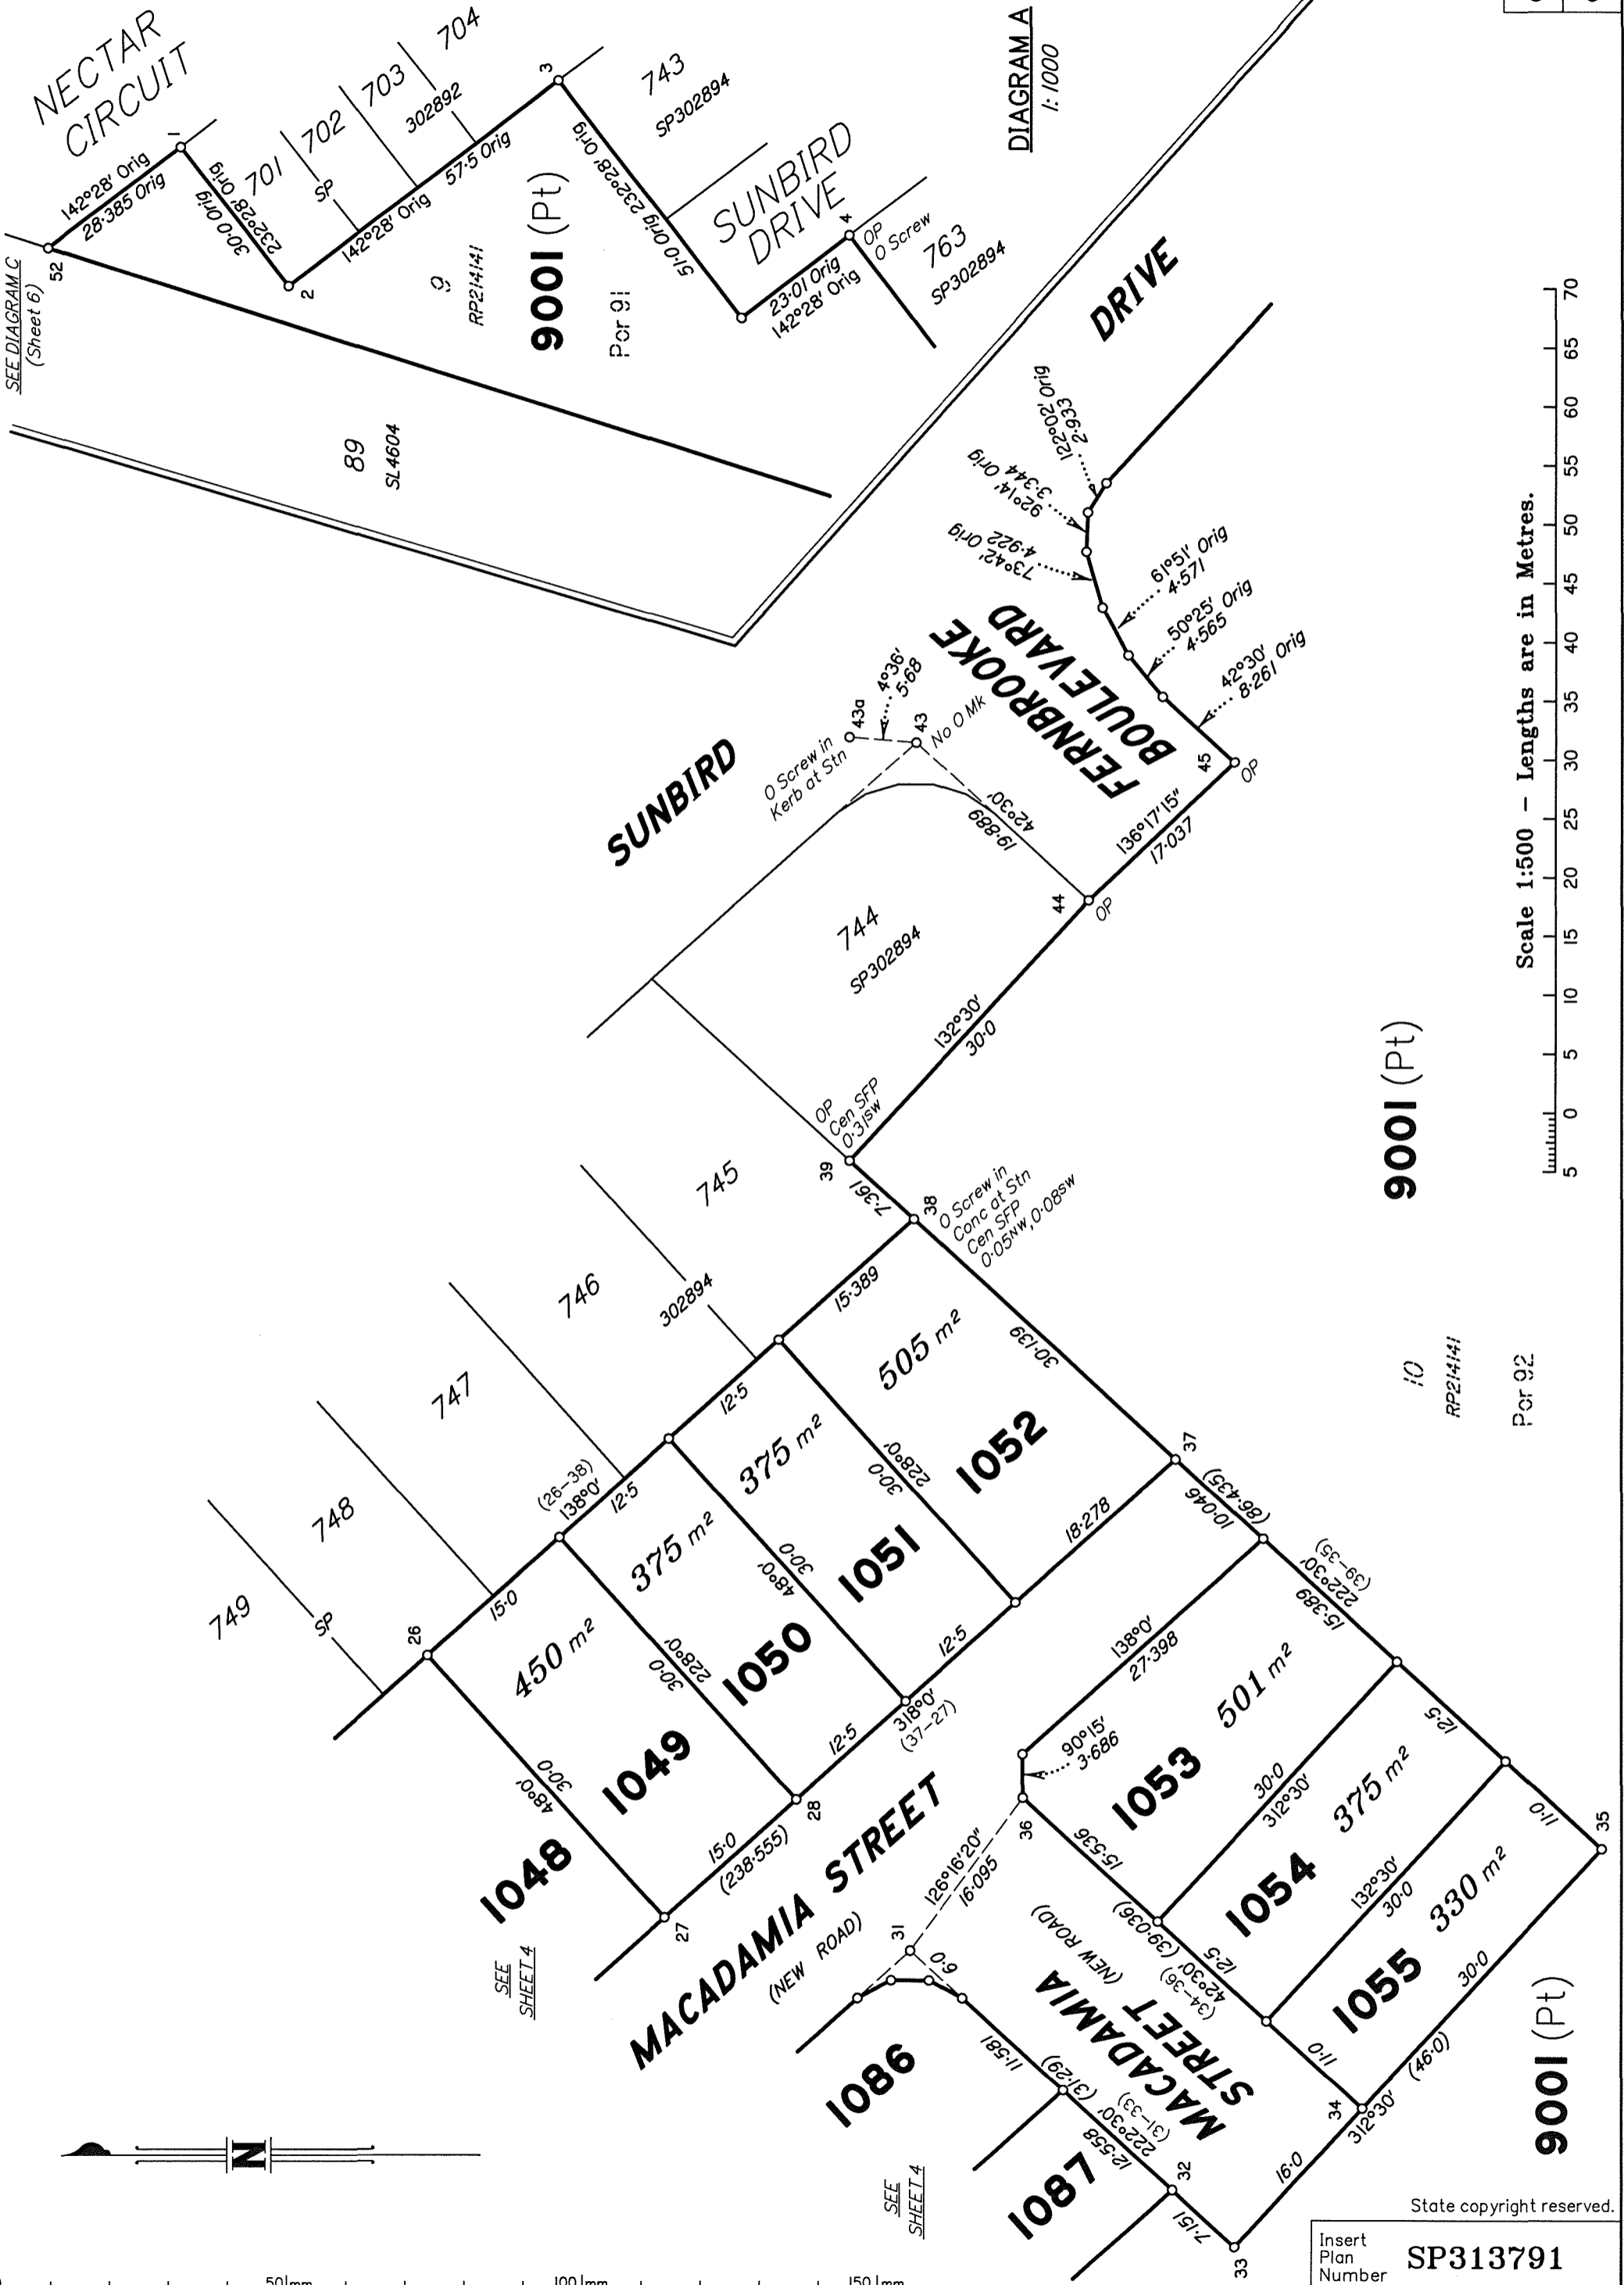 SEE DIAGRAM C
(Sheet 6)
NECTAR
CIRCUIT
52
142°28' Orig
28·385 Orig
1
30·0 Orig
232°28' Orig
2
701
702
703
704
SP
302892
142°28' Orig
57·5 Orig
3
9
RP214141
9001 (Pt)
Por 91
743
SP302894
51·0 Orig 232°28' Orig
SUNBIRD
DRIVE
23·01 Orig
142°28' Orig
4
OP
O Screw
763
SP302894
DIAGRAM A
1:1000
89
SL4604
SUNBIRD
DRIVE
O Screw in
Kerb at Stn
43a
4°36'
5·68
43
No O Mk
FERNBROOKE
BOULEVARD
122°02' Orig
2·933
92°14' Orig
3·344
73°42' Orig
4·922
61°51' Orig
4·571
50°25' Orig
4·565
42°30' Orig
8·261
45
OP
136°17'15"
17·037
42°30'
19·889
44
OP
744
SP302894
132°30'
30·0
OP
Cen SFP
0·31SW
39
7·361
38
O Screw in
Conc at Stn
Cen SFP
0·05NW, 0·08SW
745
746
747
748
749
SP
302894
26
15·0
(26-38)
138°0'
12·5
12·5
15·389
450 m²
375 m²
375 m²
505 m²
1048
1049
1050
1051
1052
48°0'
30·0
30·0
228°0'
48°0'
30·0
30·0
228°0'
30·139
SEE
SHEET 4
27
15·0
(238·555)
28
12·5
318°0'
(37-27)
12·5
18·278
37
10·046
(86·435)
222°30'
(39-35)
15·389
MACADAMIA STREET
(NEW ROAD)
31
6·0
126°16'20"
16·095
36
90°15'
3·686
138°0'
27·398
1053
501 m²
15·536
30·0
312°30'
(39·036)
12·5
42°30'
(34-36)
1054
375 m²
12·5
132°30'
30·0
11·0
1055
330 m²
11·0
35
30·0
(46·0)
34
312°30'
16·0
MACADAMIA
STREET
(NEW ROAD)
1086
11·581
(31·29)
12·558
222°30'
(31-33)
1087
32
7·151
33
SEE
SHEET 4
N
9001 (Pt)
10
RP214141
Por 92
9001 (Pt)
Scale 1:500 – Lengths are in Metres.
5 0 5 10 15 20 25 30 35 40 45 50 55 60 65 70
State copyright reserved.
Insert
Plan
Number
SP313791
50mm
100mm
150mm